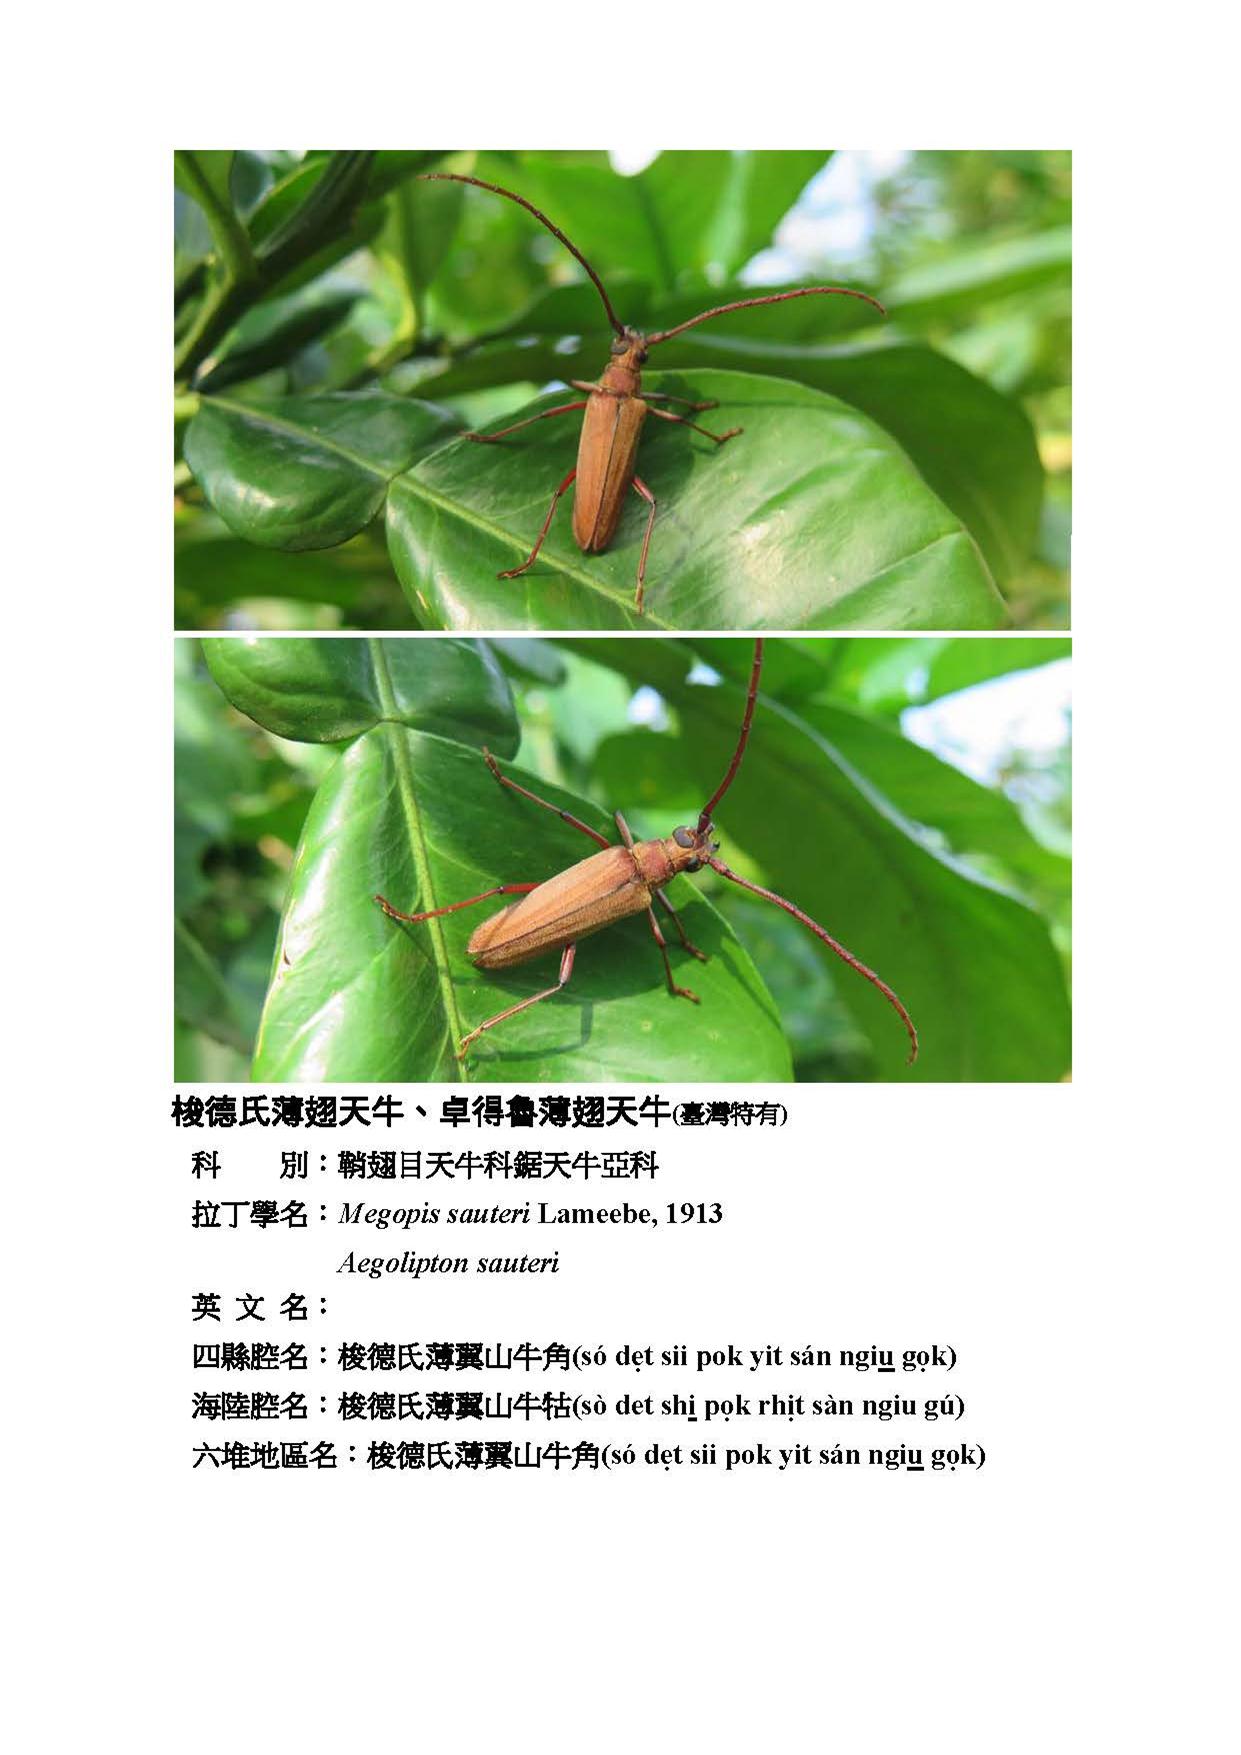 梭德氏薄翅天牛、卓得魯薄翅天牛(臺灣特有)
科　　別：鞘翅目天牛科鋸天牛亞科
拉丁學名：Megopis sauteri Lameebe, 1913
Aegolipton sauteri
英 文 名：
四縣腔名：梭德氏薄翼山牛角(só dẹt sii pok yit sán ngiu̲ gọk)
海陸腔名：梭德氏薄翼山牛牯(sò det shi̲ pọk rhịt sàn ngiu gú)
六堆地區名：梭德氏薄翼山牛角(só dẹt sii pok yit sán ngiu̲ gọk)